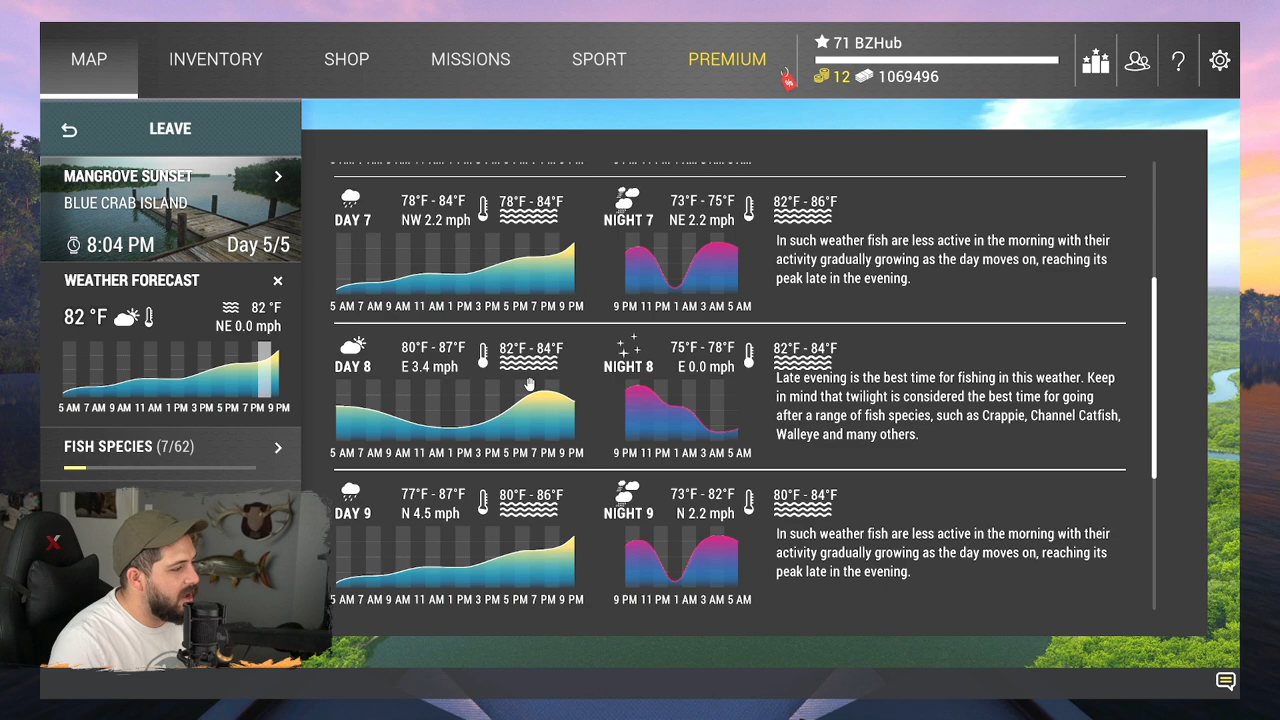 MAP
INVENTORY
SHOP
MISSIONS
SPORT
PREMIUM
71 BZHub
12 1069496
LEAVE
MANGROVE SUNSET
BLUE CRAB ISLAND
8:04 PM Day 5/5
WEATHER FORECAST
82 °F 82 °F
NE 0.0 mph
5 AM 7 AM 9 AM 11 AM 1 PM 3 PM 5 PM 7 PM 9 PM
FISH SPECIES (7/62)
78°F - 84°F 78°F - 84°F
DAY 7 NW 2.2 mph
5 AM 7 AM 9 AM 11 AM 1 PM 3 PM 5 PM 7 PM 9 PM
73°F - 75°F 82°F - 86°F
NIGHT 7 NE 2.2 mph
9 PM 11 PM 1 AM 3 AM 5 AM
In such weather fish are less active in the morning with their
activity gradually growing as the day moves on, reaching its
peak late in the evening.
80°F - 87°F 82°F - 84°F
DAY 8 E 3.4 mph
5 AM 7 AM 9 AM 11 AM 1 PM 3 PM 5 PM 7 PM 9 PM
75°F - 78°F 82°F - 84°F
NIGHT 8 E 0.0 mph
9 PM 11 PM 1 AM 3 AM 5 AM
Late evening is the best time for fishing in this weather. Keep
in mind that twilight is considered the best time for going
after a range of fish species, such as Crappie, Channel Catfish,
Walleye and many others.
77°F - 87°F 80°F - 86°F
DAY 9 N 4.5 mph
5 AM 7 AM 9 AM 11 AM 1 PM 3 PM 5 PM 7 PM 9 PM
73°F - 82°F 80°F - 84°F
NIGHT 9 N 2.2 mph
9 PM 11 PM 1 AM 3 AM 5 AM
In such weather fish are less active in the morning with their
activity gradually growing as the day moves on, reaching its
peak late in the evening.